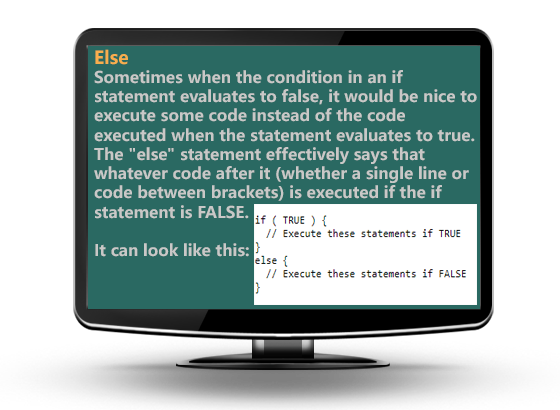 Else
Sometimes when the condition in an if
statement evaluates to false, it would be nice to
execute some code instead of the code
executed when the statement evaluates to true.
The "else" statement effectively says that
whatever code after it (whether a single line or
code between brackets) is executed if the if
statement is FALSE.
It can look like this:
if ( TRUE ) {
  // Execute these statements if TRUE
}
else {
  // Execute these statements if FALSE
}